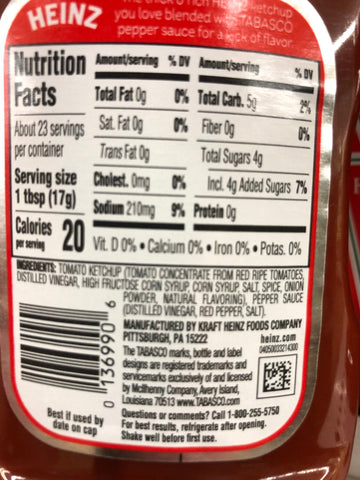 HEINZ
ketchup
you love blended with TABASCO
pepper sauce for a kick of flavor
Nutrition Facts
About 23 servings per container
Serving size
1 tbsp (17g)
Calories 20
per serving
Amount/serving % DV
Total Fat 0g 0%
Sat. Fat 0g 0%
Trans Fat 0g
Cholest. 0mg 0%
Sodium 210mg 9%
Amount/serving % DV
Total Carb. 5g 2%
Fiber 0g 0%
Total Sugars 4g
Incl. 4g Added Sugars 7%
Protein 0g
Vit. D 0% • Calcium 0% • Iron 0% • Potas. 0%
INGREDIENTS: TOMATO KETCHUP (TOMATO CONCENTRATE FROM RED RIPE TOMATOES,
DISTILLED VINEGAR, HIGH FRUCTOSE CORN SYRUP, CORN SYRUP, SALT, SPICE, ONION
POWDER, NATURAL FLAVORING), PEPPER SAUCE
(DISTILLED VINEGAR, RED PEPPER, SALT).
MANUFACTURED BY KRAFT HEINZ FOODS COMPANY
PITTSBURGH, PA 15222 heinz.com
04050033214300
The TABASCO marks, bottle and label
designs are registered trademarks and
servicemarks exclusively of and licensed
by McIlhenny Company, Avery Island,
Louisiana 70513 www.TABASCO.com
0 136990 6
Best if used by
date on cap
Questions or comments? Call 1-800-255-5750
For best results, refrigerate after opening.
Shake well before first use.